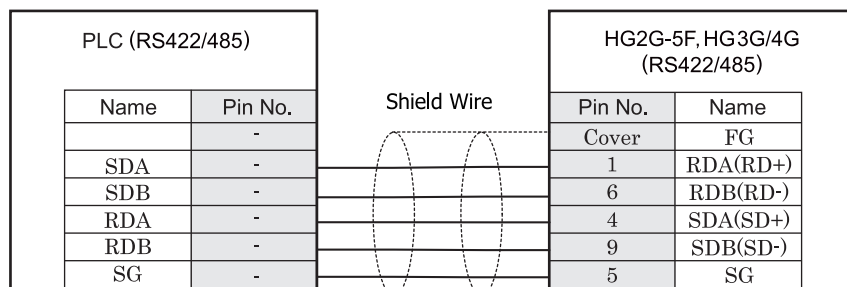 PLC (RS422/485)
HG2G-5F, HG3G/4G
(RS422/485)
Shield Wire
Name Pin No. Pin No. Name
- Cover FG
SDA - 1 RDA(RD+)
SDB - 6 RDB(RD-)
RDA - 4 SDA(SD+)
RDB - 9 SDB(SD-)
SG - 5 SG